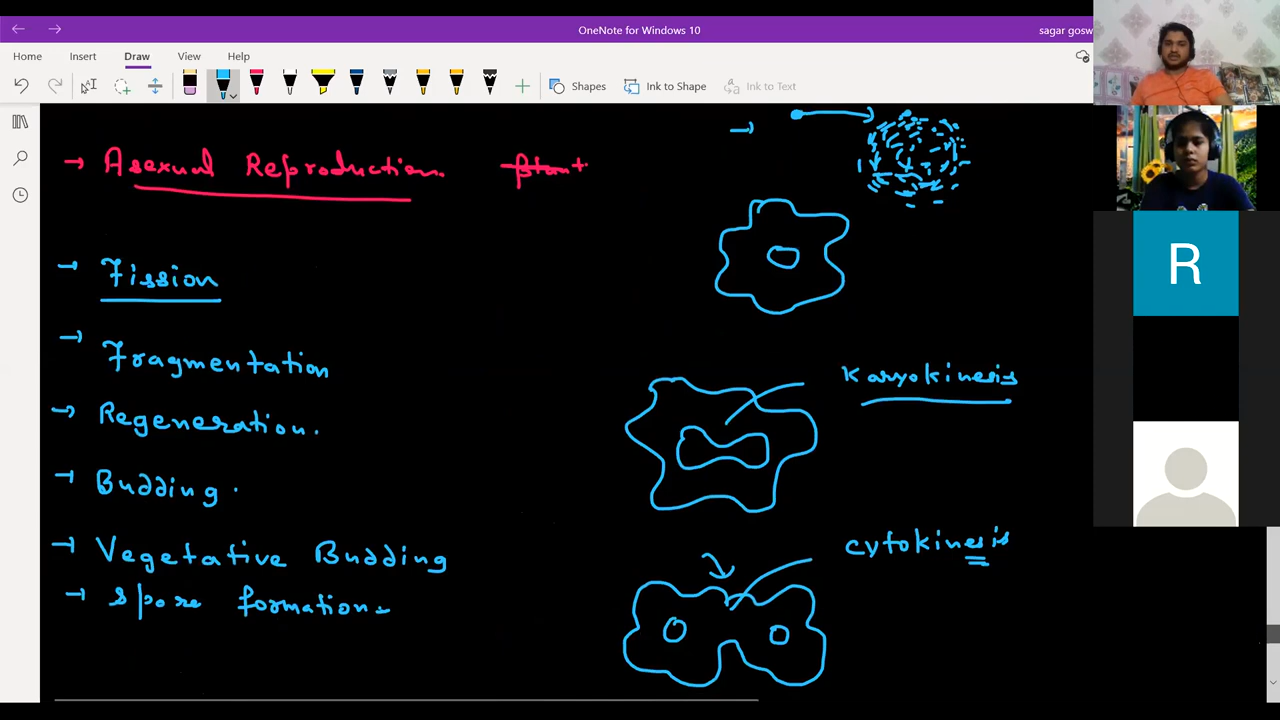 OneNote for Windows 10
sagar gosw
Home Insert Draw View Help
Shapes Ink to Shape Ink to Text
→ Asexual Reproduction.
→ Fission
→ Fragmentation
→ Regeneration.
→ Budding.
→ Vegetative Budding
→ Spore formation-
Karyokinesis
cytokinesis
R